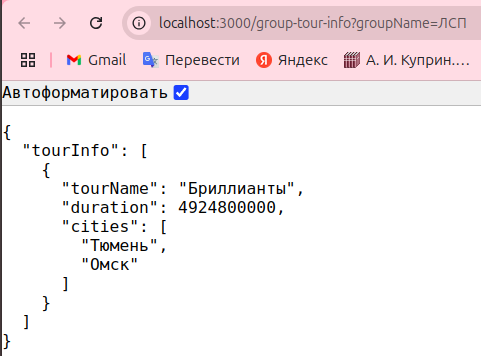 localhost:3000/group-tour-info?groupName=ЛСП
Gmail Перевести Яндекс А. И. Куприн....
Автоформатировать
{
  "tourInfo": [
    {
      "tourName": "Бриллианты",
      "duration": 4924800000,
      "cities": [
        "Тюмень",
        "Омск"
      ]
    }
  ]
}